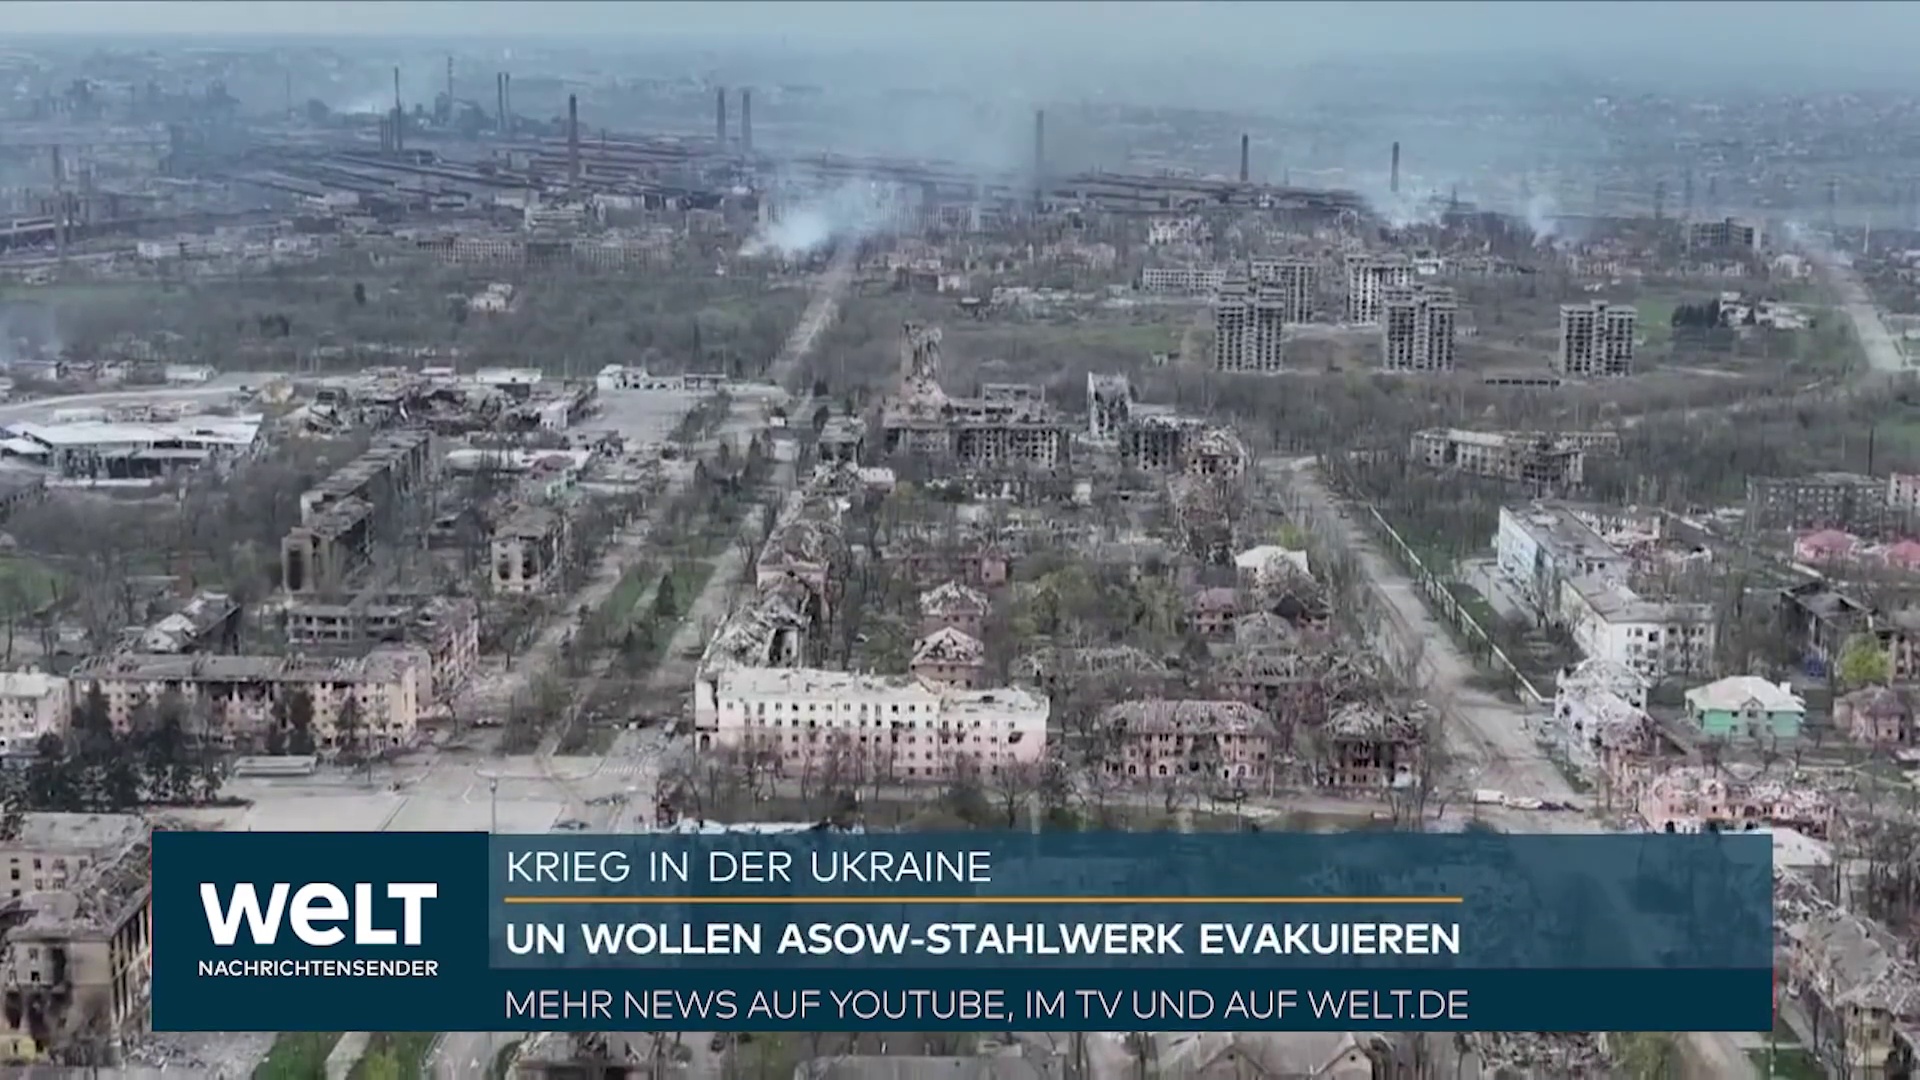 WELT
NACHRICHTENSENDER
KRIEG IN DER UKRAINE
UN WOLLEN ASOW-STAHLWERK EVAKUIEREN
MEHR NEWS AUF YOUTUBE, IM TV UND AUF WELT.DE